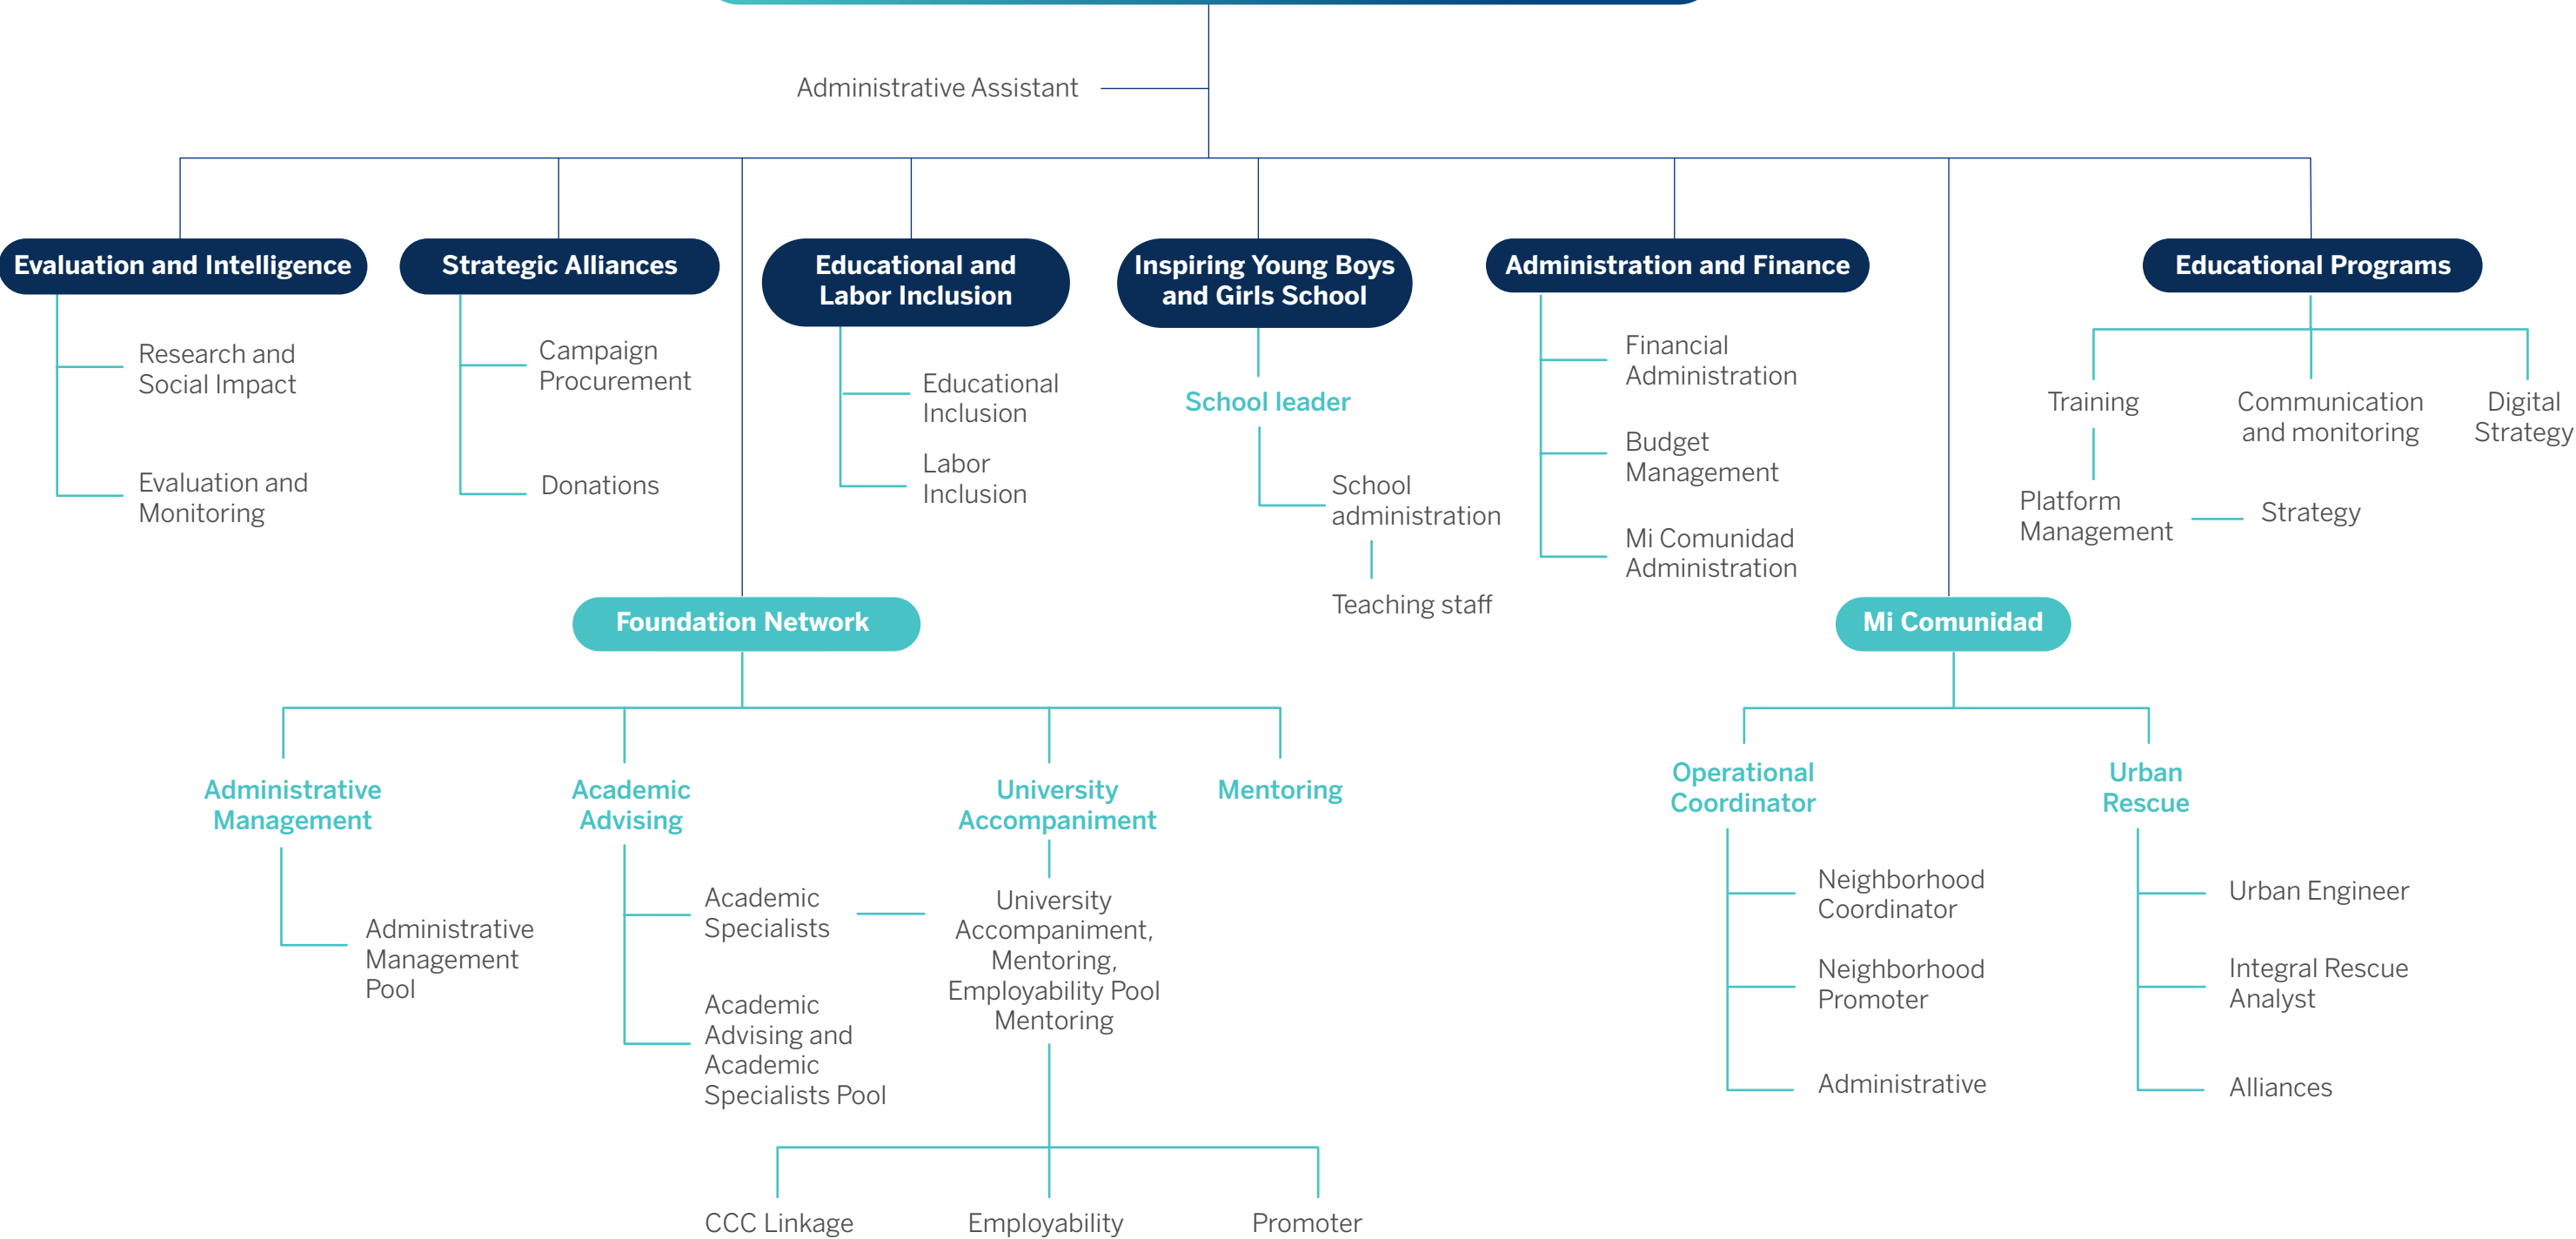 Administrative Assistant
Evaluation and Intelligence
Research and
Social Impact
Evaluation and
Monitoring
Strategic Alliances
Campaign
Procurement
Donations
Educational and
Labor Inclusion
Educational
Inclusion
Labor
Inclusion
Inspiring Young Boys
and Girls School
School leader
School
administration
Teaching staff
Administration and Finance
Financial
Administration
Budget
Management
Mi Comunidad
Administration
Educational Programs
Training
Communication
and monitoring
Digital
Strategy
Platform
Management
Strategy
Foundation Network
Administrative
Management
Administrative
Management
Pool
Academic
Advising
Academic
Specialists
Academic
Advising and
Academic
Specialists Pool
University
Accompaniment
University
Accompaniment,
Mentoring,
Employability Pool
Mentoring
Mentoring
CCC Linkage
Employability
Promoter
Mi Comunidad
Operational
Coordinator
Neighborhood
Coordinator
Neighborhood
Promoter
Administrative
Urban
Rescue
Urban Engineer
Integral Rescue
Analyst
Alliances